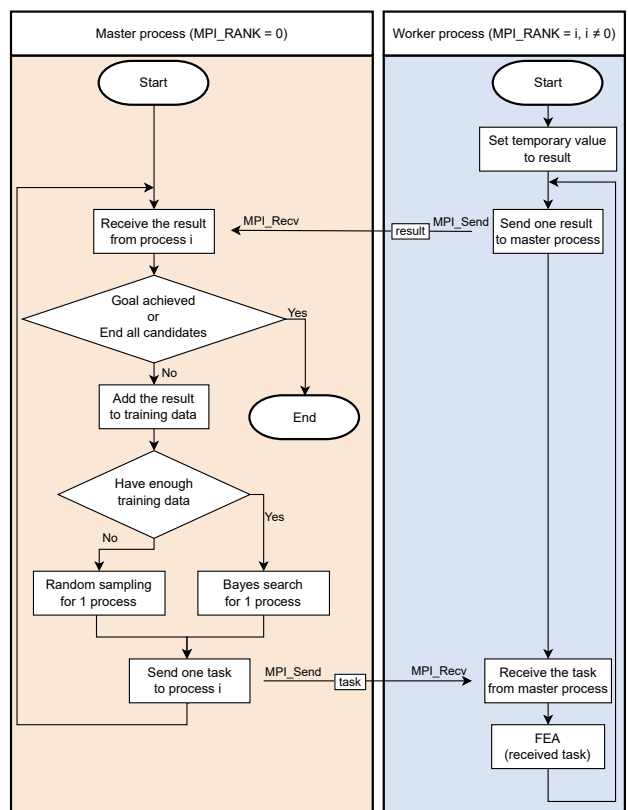 Master process (MPI_RANK = 0)
Worker process (MPI_RANK = i, i ≠ 0)
Start
Start
Set temporary value
to result
Receive the result
from process i
MPI_Recv
result
MPI_Send
Send one result
to master process
Goal achieved
or
End all candidates
Yes
No
Add the result
to training data
End
Have enough
training data
Yes
No
Random sampling
for 1 process
Bayes search
for 1 process
Send one task
to process i
MPI_Send
task
MPI_Recv
Receive the task
from master process
FEA
(received task)